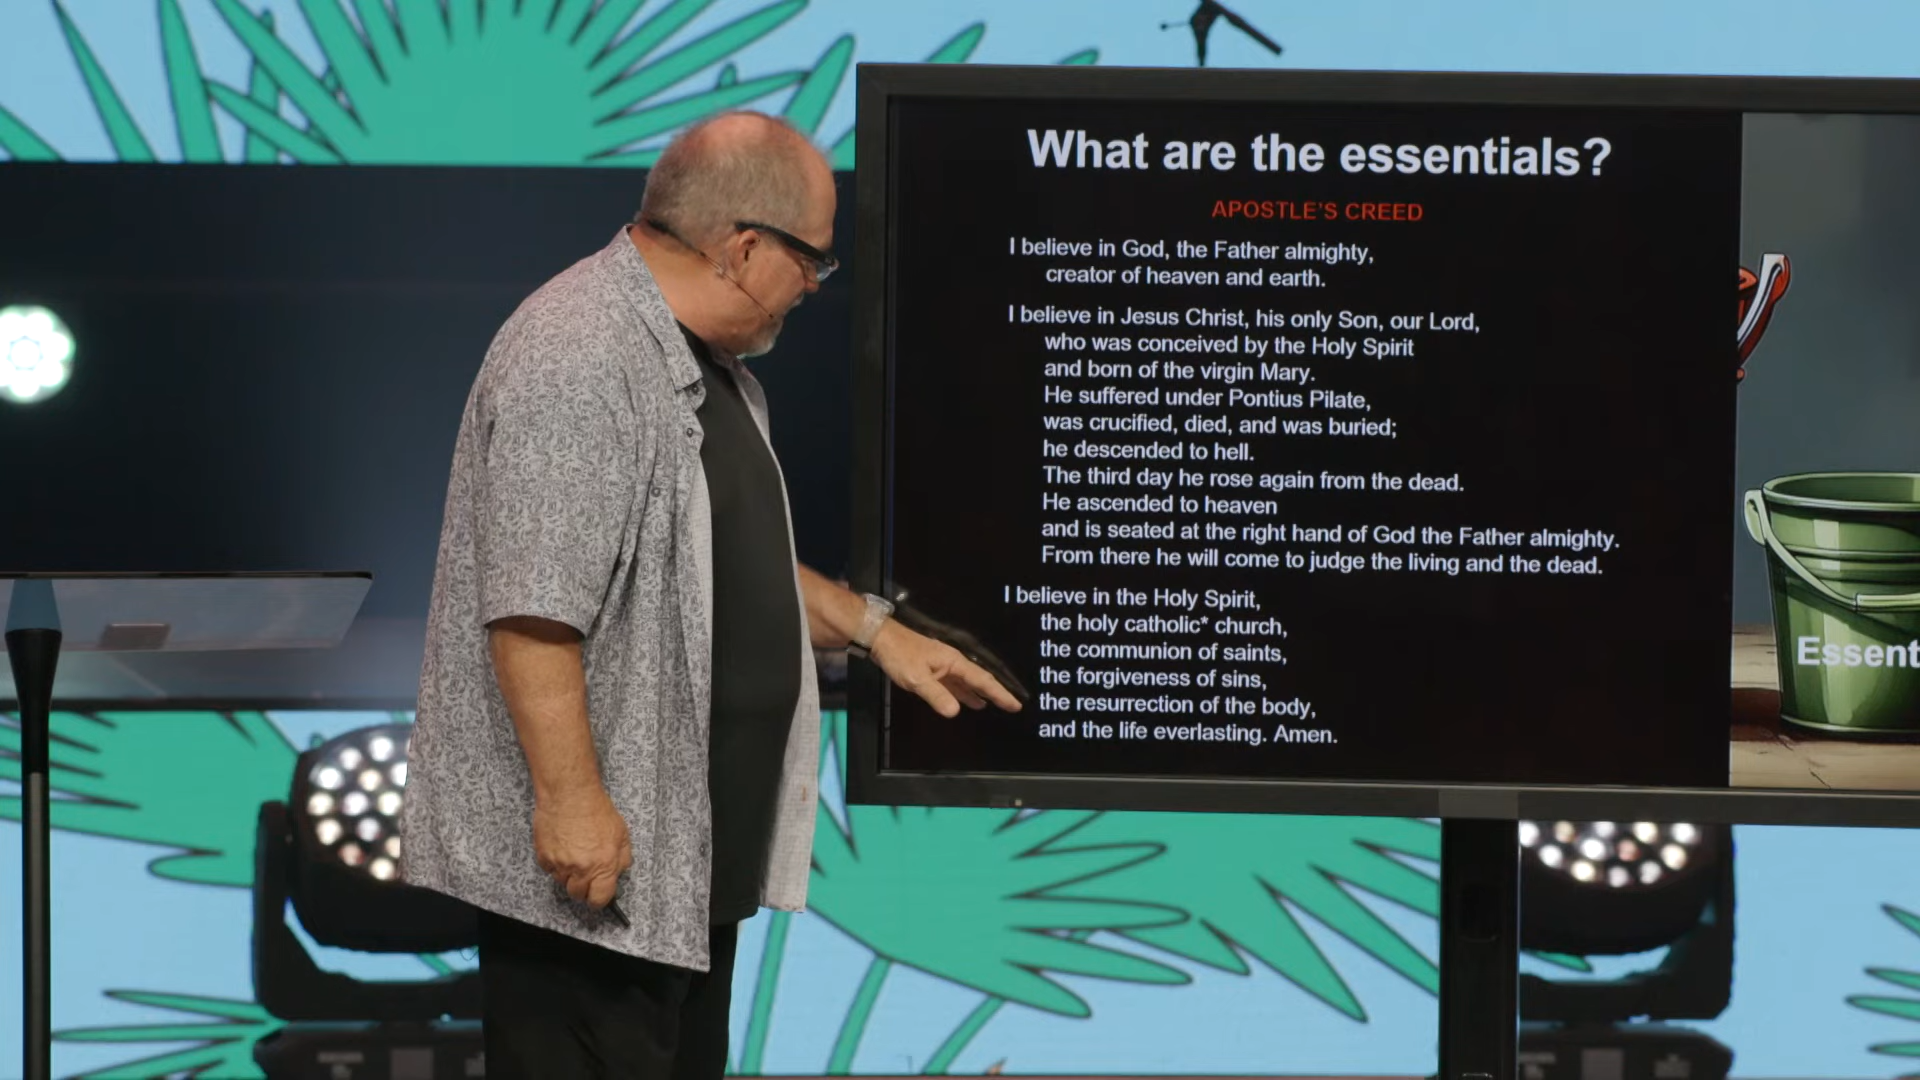 What are the essentials?
APOSTLE'S CREED
I believe in God, the Father almighty,
creator of heaven and earth.
I believe in Jesus Christ, his only Son, our Lord,
who was conceived by the Holy Spirit
and born of the virgin Mary.
He suffered under Pontius Pilate,
was crucified, died, and was buried;
he descended to hell.
The third day he rose again from the dead.
He ascended to heaven
and is seated at the right hand of God the Father almighty.
From there he will come to judge the living and the dead.
I believe in the Holy Spirit,
the holy catholic* church,
the communion of saints,
the forgiveness of sins,
the resurrection of the body,
and the life everlasting. Amen.
Essent